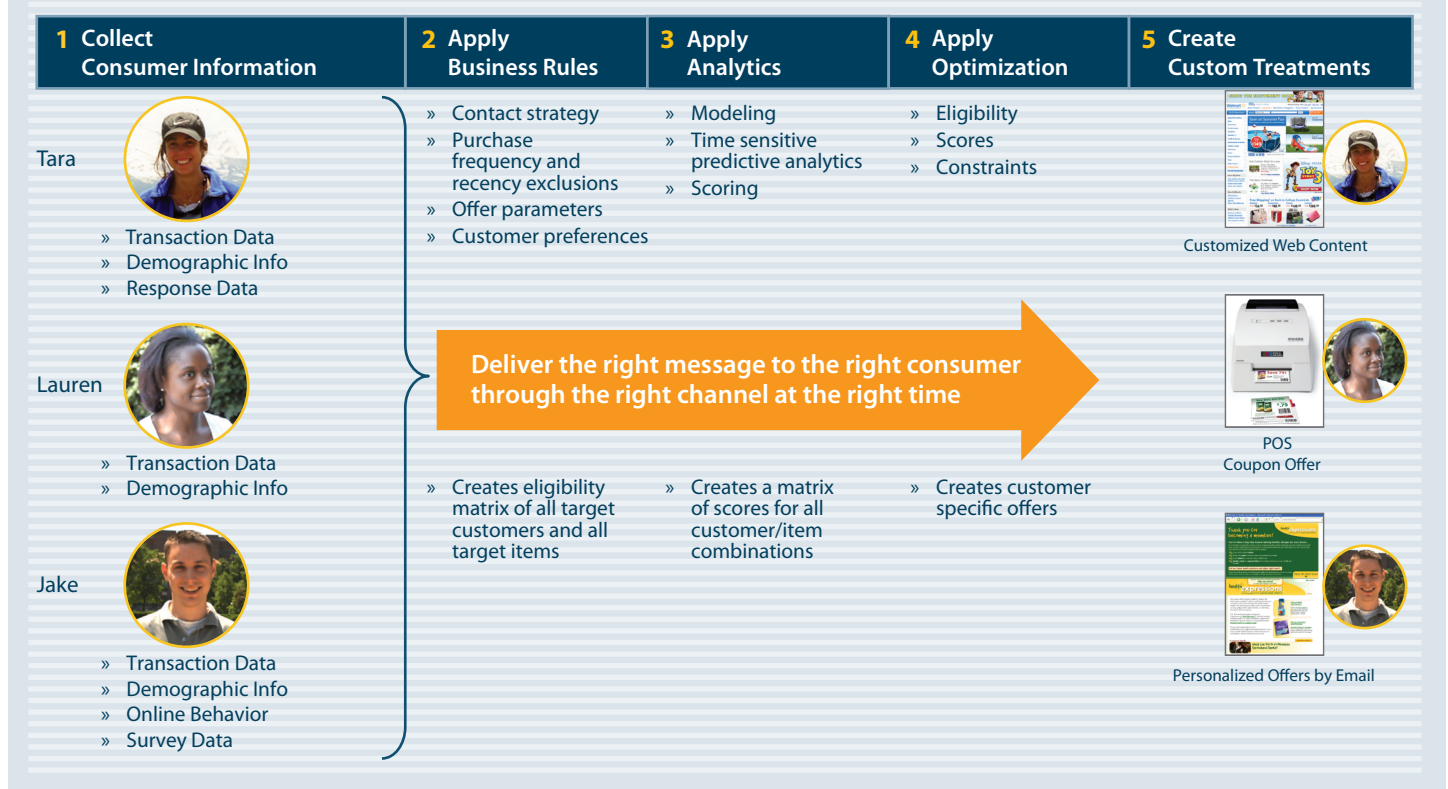 1 Collect
Consumer Information
2 Apply
Business Rules
3 Apply
Analytics
4 Apply
Optimization
5 Create
Custom Treatments
Tara
» Transaction Data
» Demographic Info
» Response Data
Lauren
» Transaction Data
» Demographic Info
Jake
» Transaction Data
» Demographic Info
» Online Behavior
» Survey Data
» Contact strategy
» Purchase
frequency and
recency exclusions
» Offer parameters
» Customer preferences
» Modeling
» Time sensitive
predictive analytics
» Scoring
» Eligibility
» Scores
» Constraints
Deliver the right message to the right consumer
through the right channel at the right time
» Creates eligibility
matrix of all target
customers and all
target items
» Creates a matrix
of scores for all
customer/item
combinations
» Creates customer
specific offers
Customized Web Content
POS
Coupon Offer
expressions
Personalized Offers by Email